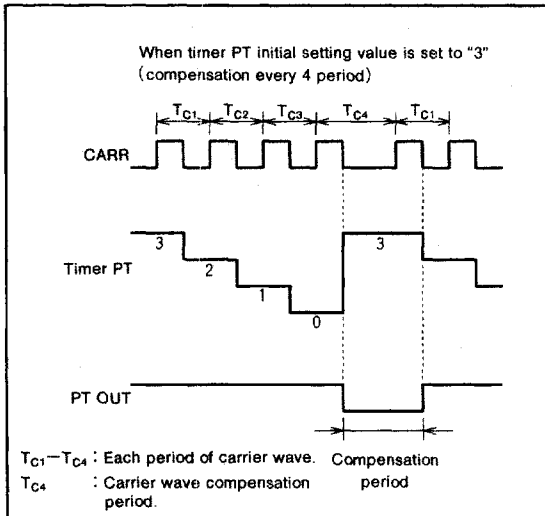 When timer PT initial setting value is set to "3"
(compensation every 4 period)
TC1 TC2 TC3 TC4 TC1
CARR
3
2
Timer PT
3
1
0
PT OUT
TC1–TC4 : Each period of carrier wave.
TC4 : Carrier wave compensation
period.
Compensation
period